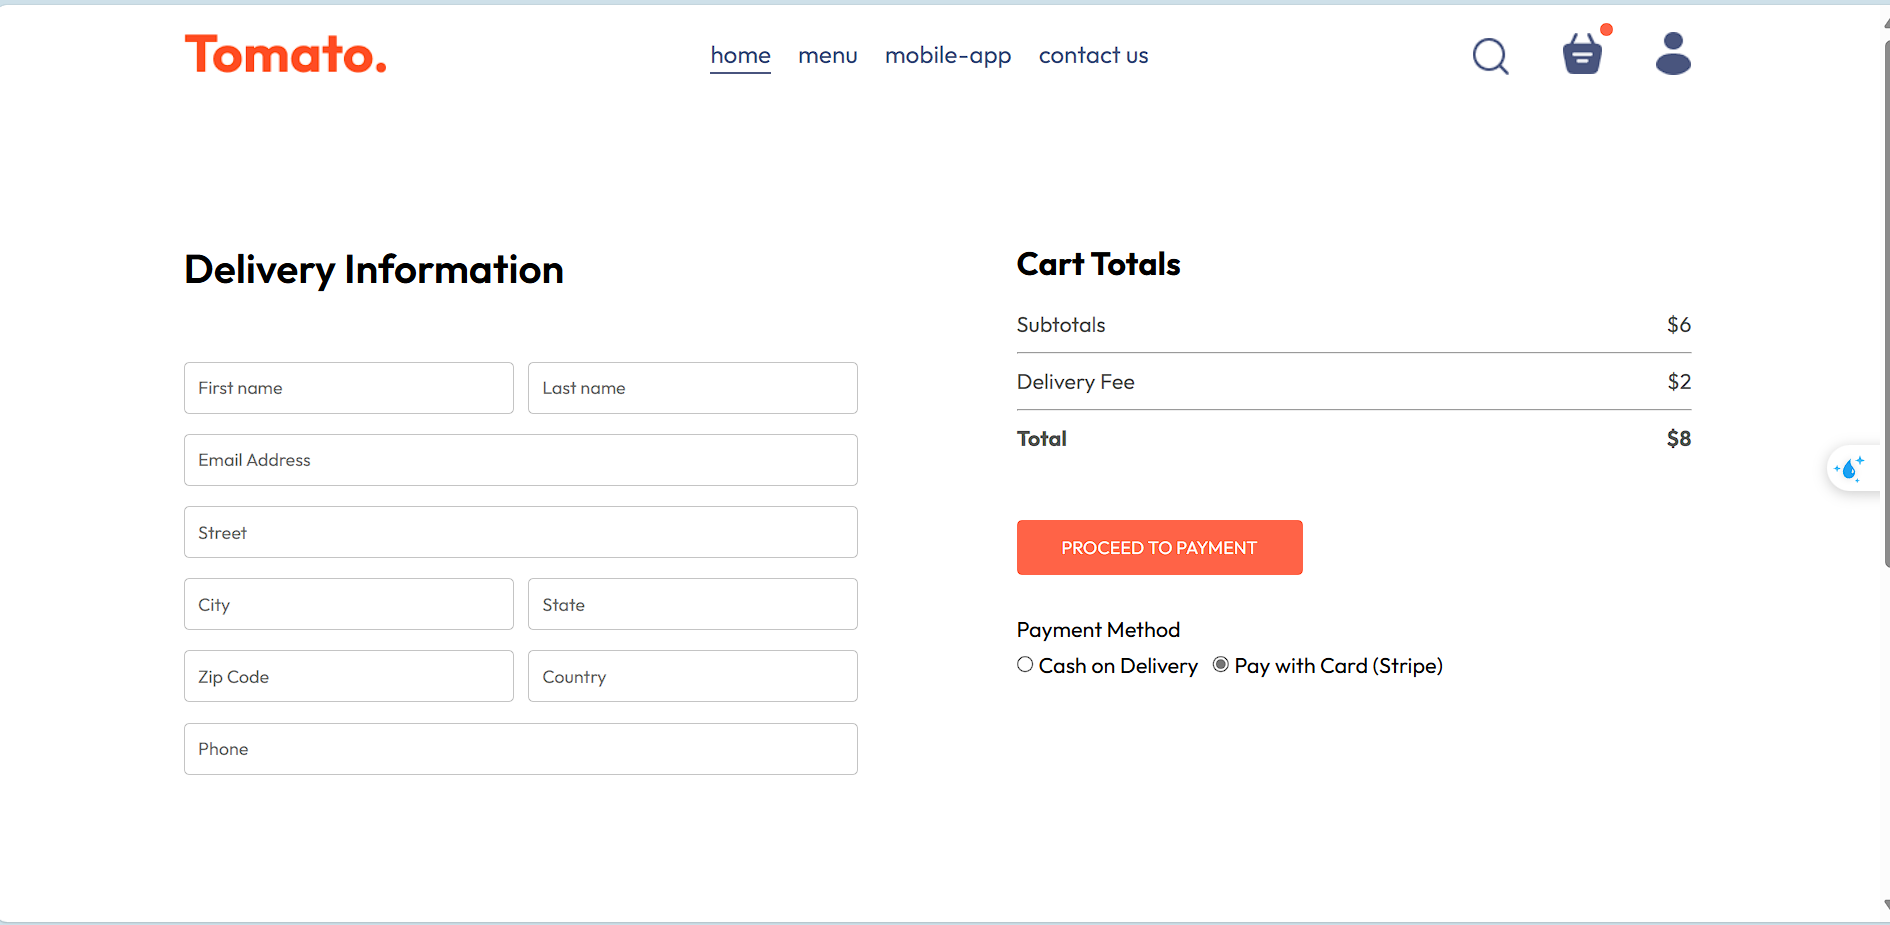 Tomato.
home menu mobile-app contact us
Delivery Information
First name Last name
Email Address
Street
City State
Zip Code Country
Phone
Cart Totals
Subtotals $6
Delivery Fee $2
Total $8
PROCEED TO PAYMENT
Payment Method
Cash on Delivery Pay with Card (Stripe)